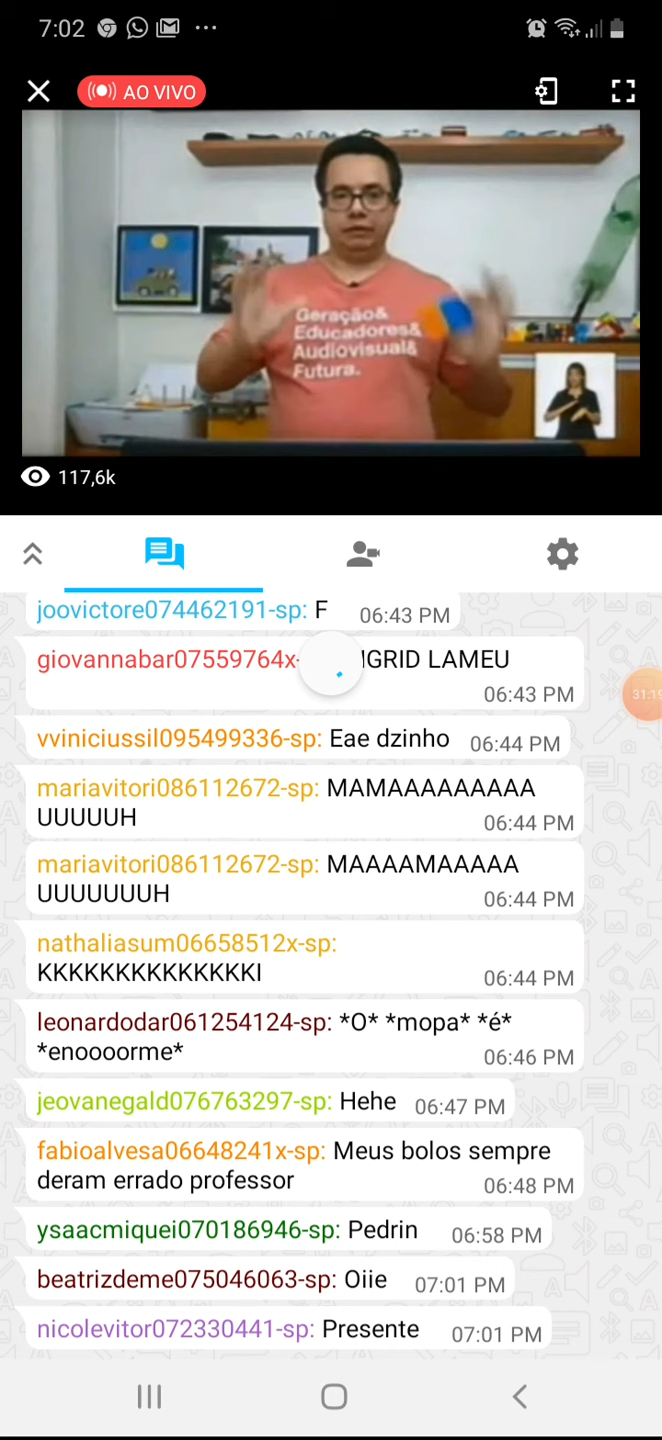 7:02
AO VIVO
Geração&
Educadores&
Audiovisual&
Futura.
117,6k
joovictore074462191-sp: F 06:43 PM
giovannabar07559764x- IGRID LAMEU
06:43 PM
31:19
vviniciussil095499336-sp: Eae dzinho 06:44 PM
mariavitori086112672-sp: MAMAAAAAAAAA
UUUUUH 06:44 PM
mariavitori086112672-sp: MAAAAMAAAAA
UUUUUUUH 06:44 PM
nathaliasum06658512x-sp:
KKKKKKKKKKKKKKI 06:44 PM
leonardodar061254124-sp: *O* *mopa* *é*
*enoooorme* 06:46 PM
jeovanegald076763297-sp: Hehe 06:47 PM
fabioalvesa06648241x-sp: Meus bolos sempre
deram errado professor 06:48 PM
ysaacmiquei070186946-sp: Pedrin 06:58 PM
beatrizdeme075046063-sp: Oiie 07:01 PM
nicolevitor072330441-sp: Presente 07:01 PM